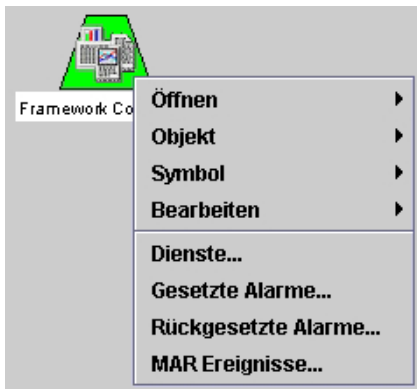 Framework Co
Öffnen
Objekt
Symbol
Bearbeiten
Dienste...
Gesetzte Alarme...
Rückgesetzte Alarme...
MAR Ereignisse...